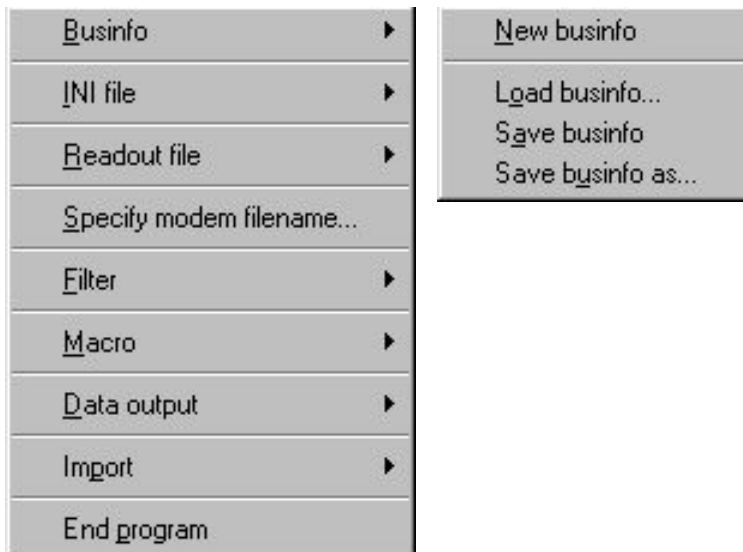 Businfo
INI file
Readout file
Specify modem filename...
Filter
Macro
Data output
Import
End program
New businfo
Load businfo...
Save businfo
Save businfo as...